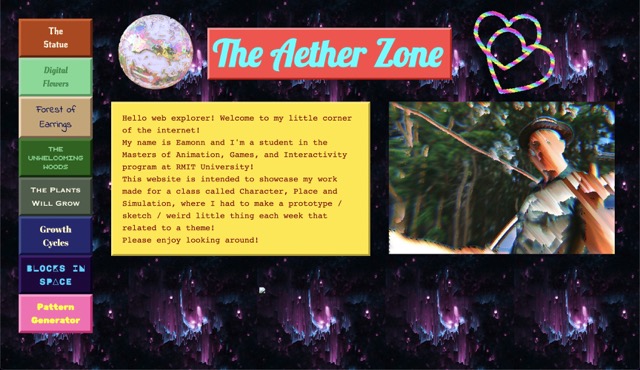 The
Statue
Digital
Flowers
Forest of
Earrings
THE
UNWELCOMING
WOODS
THE PLANTS
WILL GROW
Growth
Cycles
BLOCKS IN
SPACE
Pattern
Generator
The Aether Zone
Hello web explorer! Welcome to my little corner
of the internet!
My name is Eamonn and I'm a student in the
Masters of Animation, Games, and Interactivity
program at RMIT University!
This website is intended to showcase my work
made for a class called Character, Place and
Simulation, where I had to make a prototype /
sketch / weird little thing each week that
related to a theme!
Please enjoy looking around!